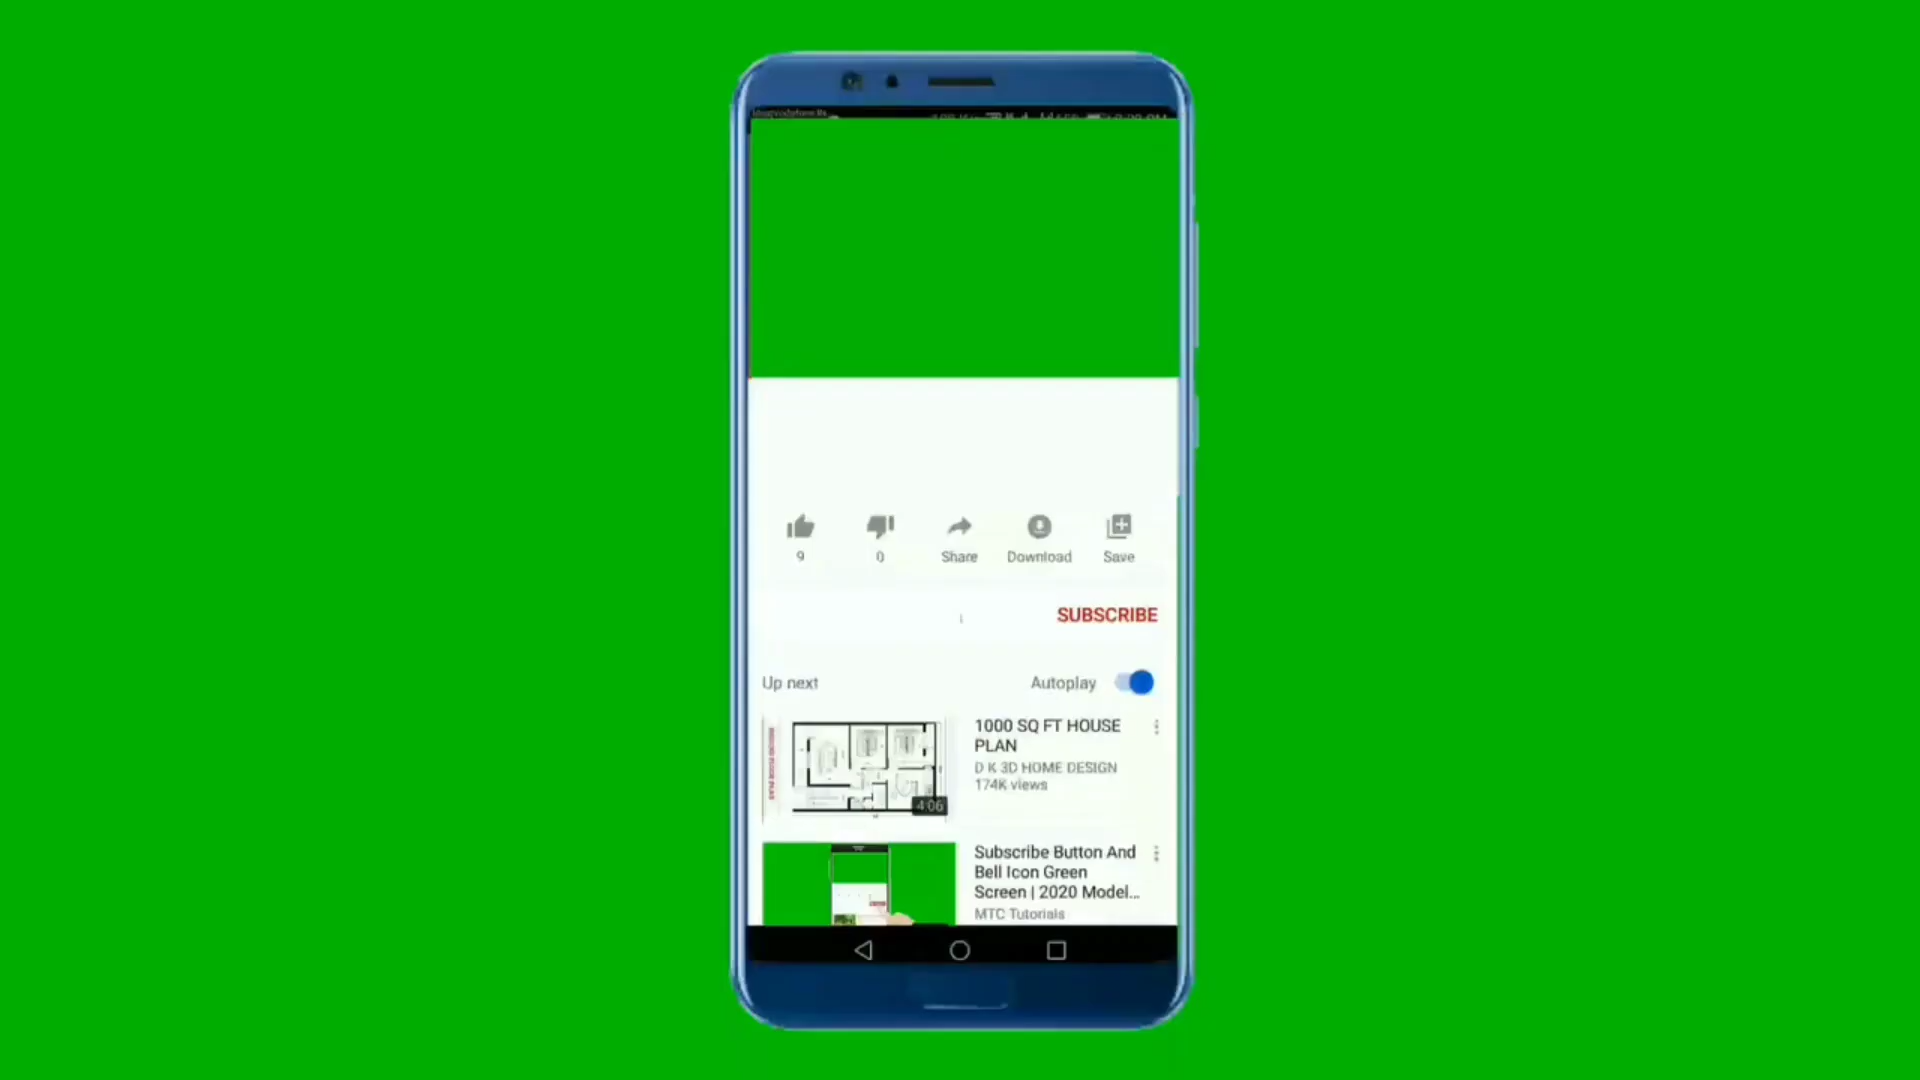 9
0
Share
Download
Save
SUBSCRIBE
Up next
Autoplay
1000 SQ FT HOUSE
PLAN
D K 3D HOME DESIGN
174K views
4:06
Subscribe Button And
Bell Icon Green
Screen | 2020 Model...
MTC Tutorials